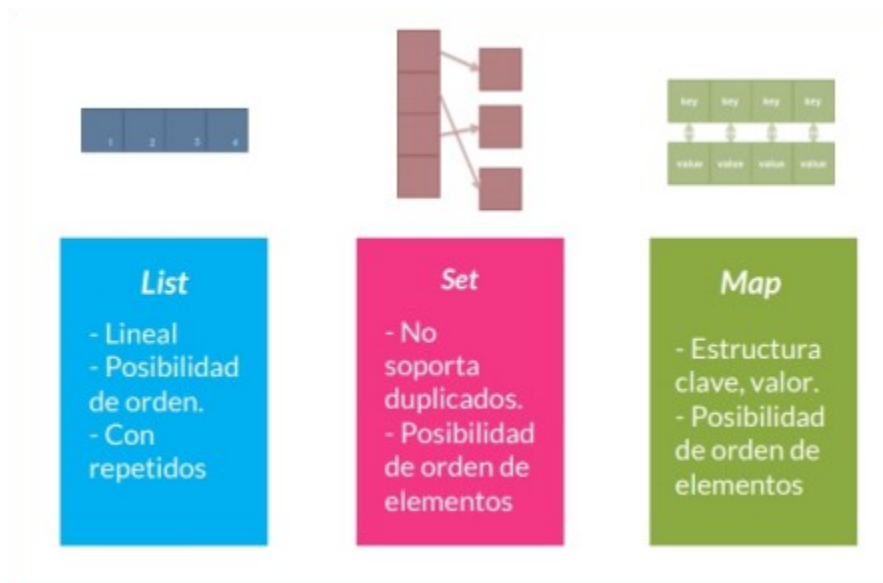 1 2 3 4
key key key key
value value value value
List
- Lineal
- Posibilidad
de orden.
- Con
repetidos
Set
- No
soporta
duplicados.
- Posibilidad
de orden de
elementos
Map
- Estructura
clave, valor.
- Posibilidad
de orden de
elementos